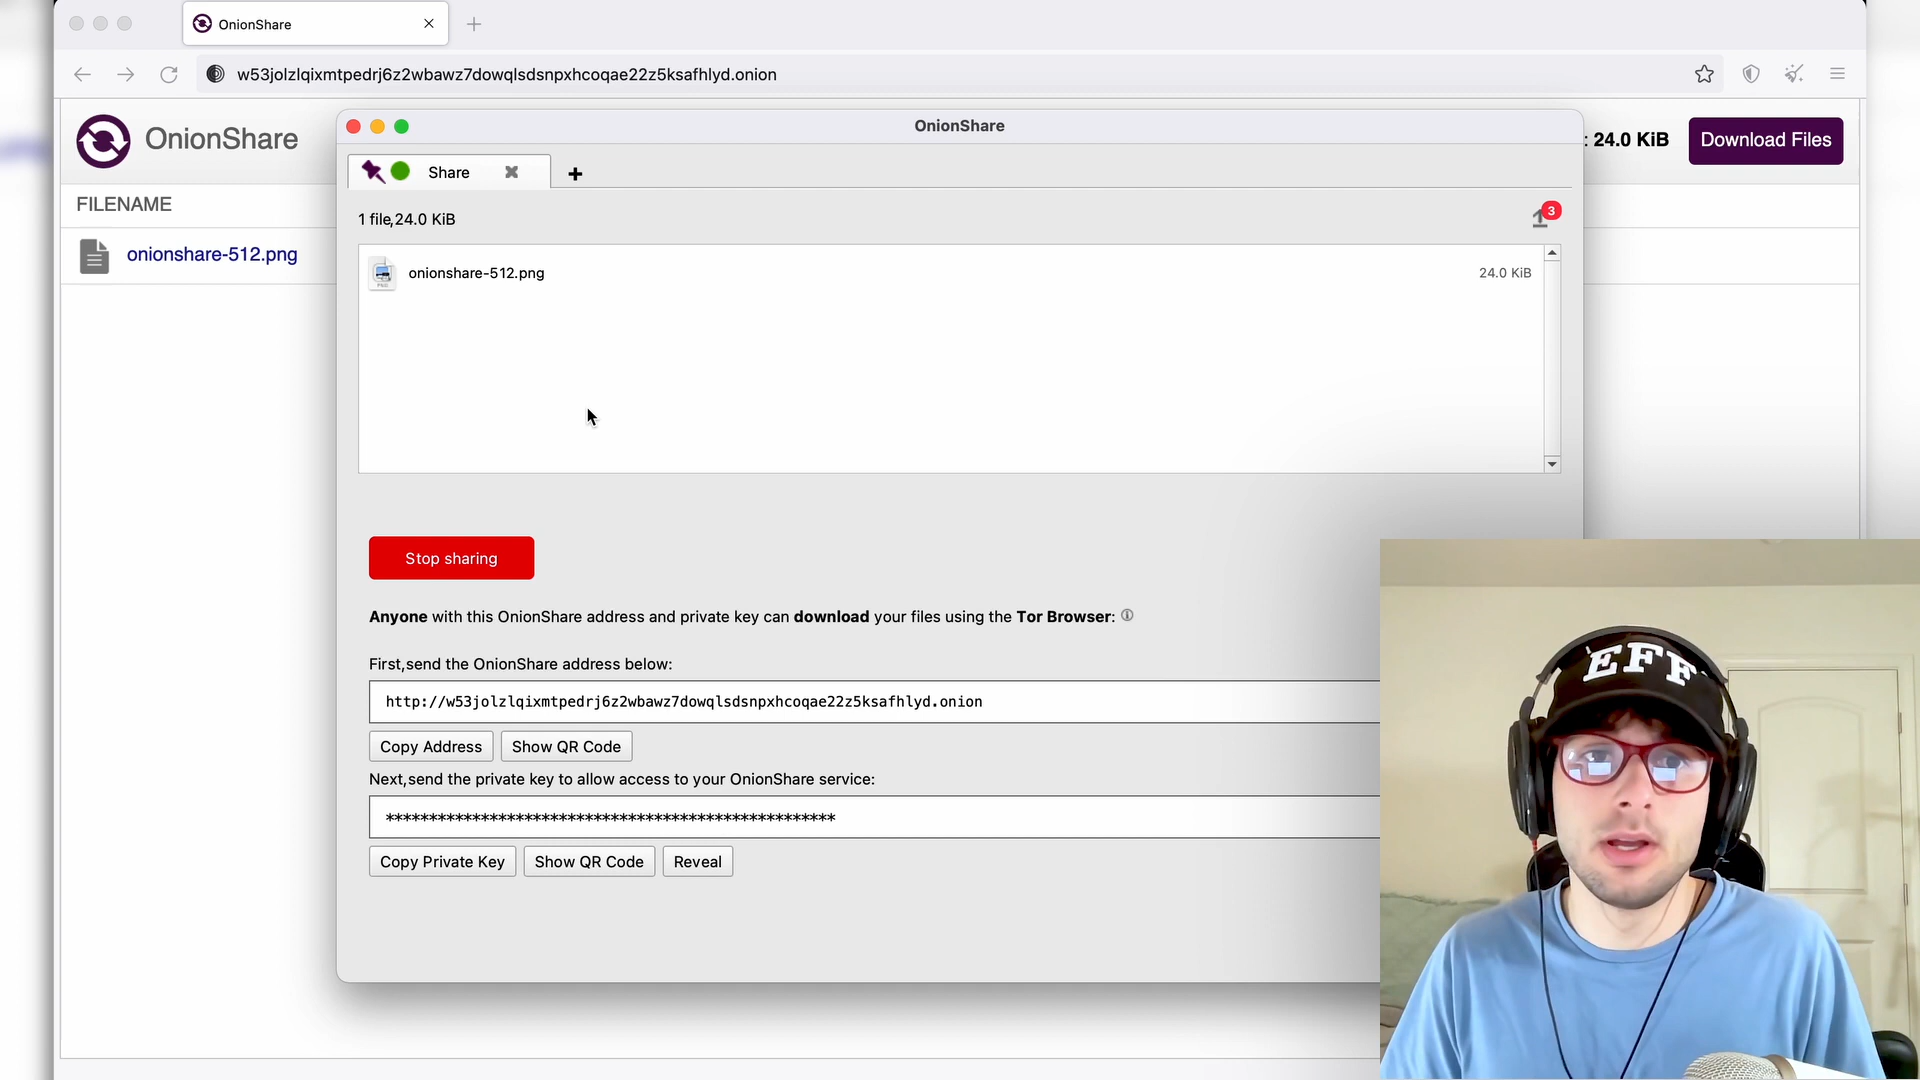 OnionShare
w53jolzlqixmtpedrj6z2wbawz7dowqlsdsnpxhcoqae22z5ksafhlyd.onion
OnionShare
: 24.0 KiB
Download Files
FILENAME
onionshare-512.png
OnionShare
Share
1 file,24.0 KiB
3
PNG
onionshare-512.png
24.0 KiB
Stop sharing
Anyone with this OnionShare address and private key can download your files using the Tor Browser:
First,send the OnionShare address below:
http://w53jolzlqixmtpedrj6z2wbawz7dowqlsdsnpxhcoqae22z5ksafhlyd.onion
Copy Address
Show QR Code
Next,send the private key to allow access to your OnionShare service:
****************************************************
Copy Private Key
Show QR Code
Reveal
EFF